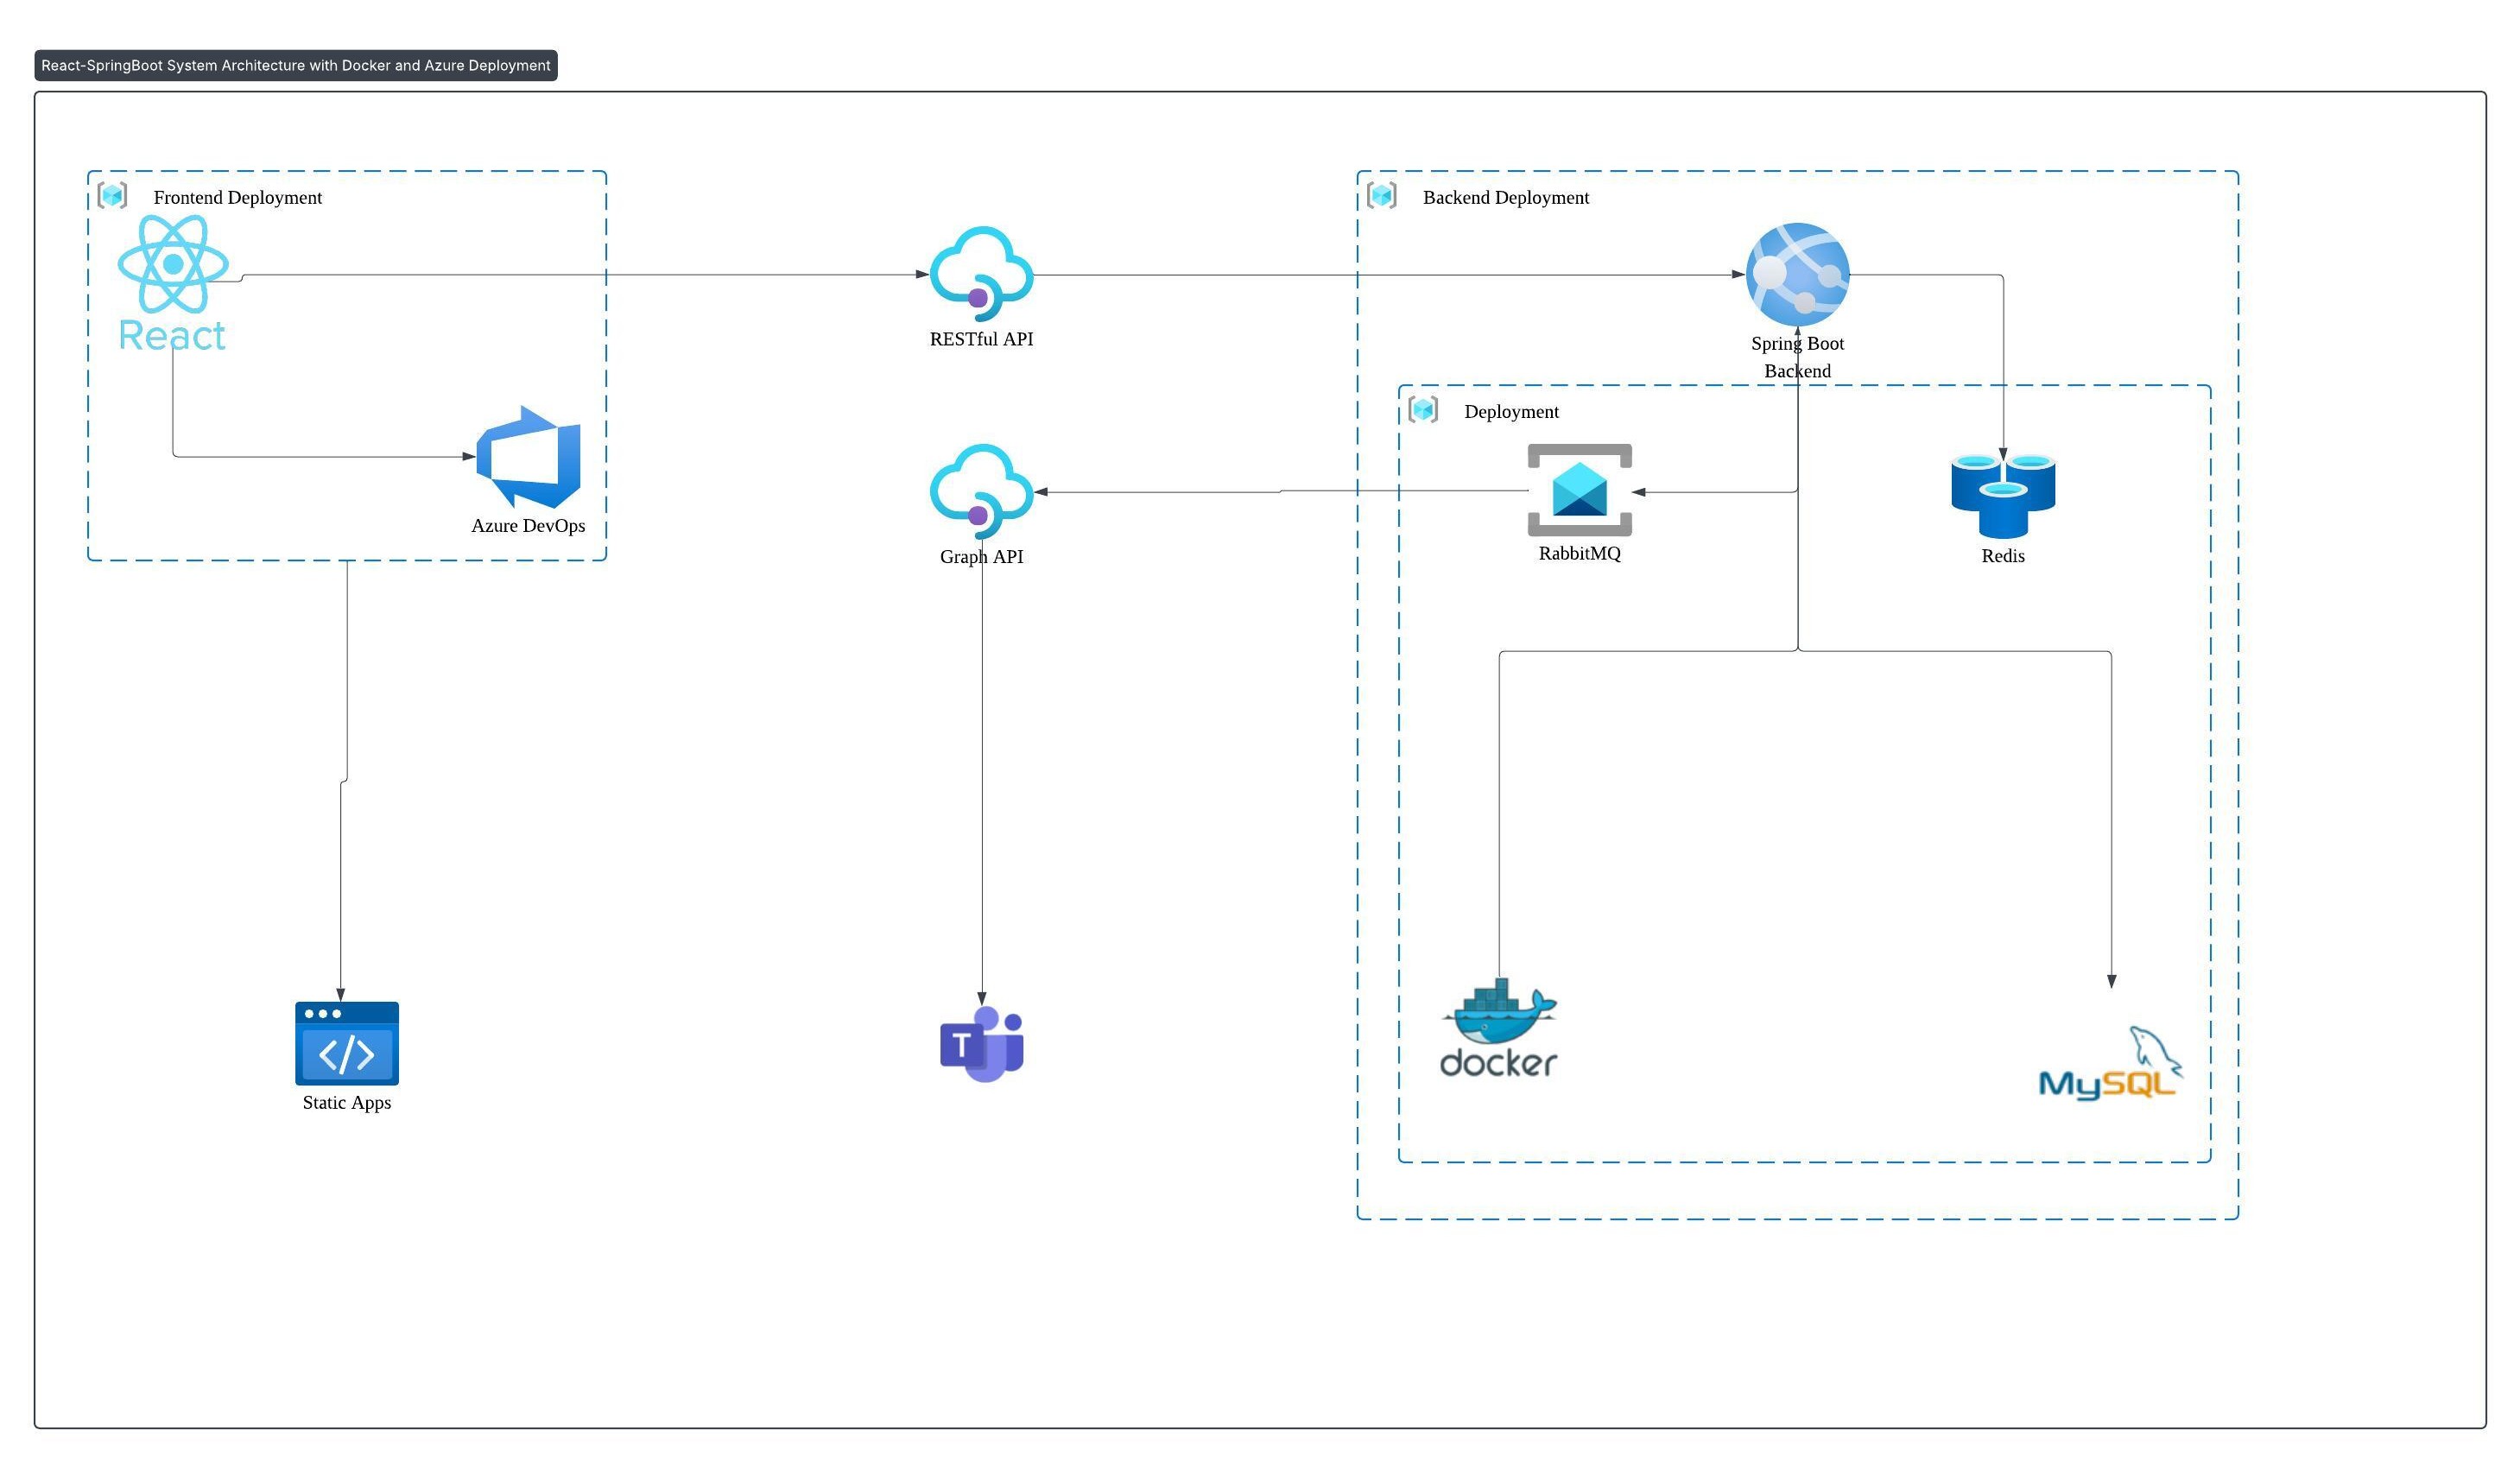 React-SpringBoot System Architecture with Docker and Azure Deployment
Frontend Deployment
React
Azure DevOps
RESTful API
Graph API
Backend Deployment
Spring Boot
Backend
Deployment
RabbitMQ
Redis
Static Apps
T
docker
MySQL